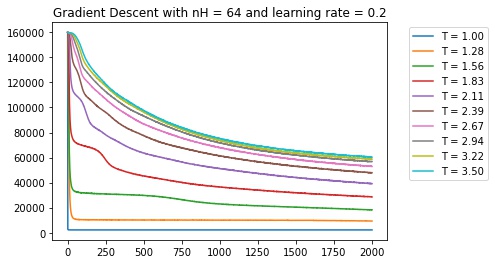 Gradient Descent with nH = 64 and learning rate = 0.2
160000
140000
120000
100000
80000
60000
40000
20000
0
0 250 500 750 1000 1250 1500 1750 2000
T = 1.00
T = 1.28
T = 1.56
T = 1.83
T = 2.11
T = 2.39
T = 2.67
T = 2.94
T = 3.22
T = 3.50